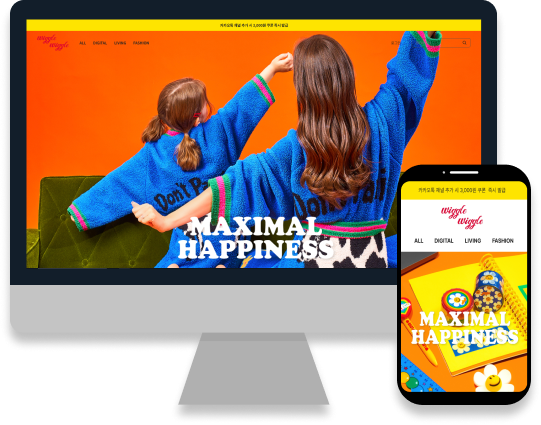 카카오톡 채널 추가 시 3,000원 쿠폰 즉시 발급
Wiggle
Wiggle
ALL DIGITAL LIVING FASHION
Don't Pa
Don't
MAXIMAL
HAPPINESS
카카오톡 채널 추가 시 3,000원 쿠폰 즉시 발급
Wiggle
Wiggle
ALL DIGITAL LIVING FASHION
MAXIMAL
HAPPINESS